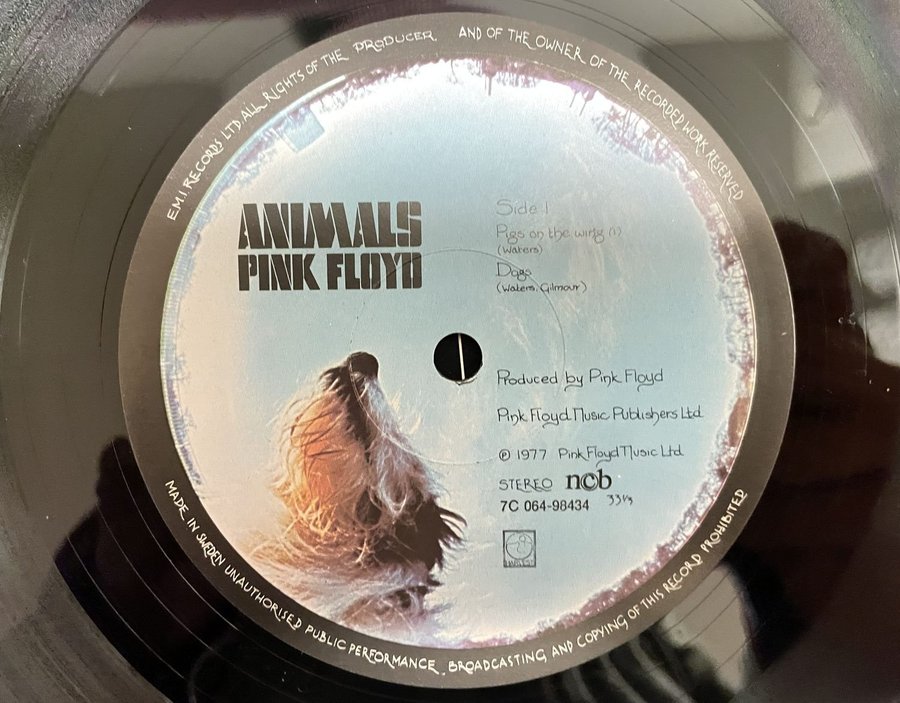 E.M.I RECORDS LTD. ALL RIGHTS OF THE PRODUCER AND OF THE OWNER OF THE RECORDED WORK RESERVED
ANIMALS
PINK FLOYD
Side 1
Pigs on the wing (1)
(Waters)
Dogs
(Waters, Gilmour)
Produced by Pink Floyd
Pink Floyd Music Publishers Ltd.
℗ 1977 Pink Floyd Music Ltd.
STEREO ncb
7C 064-98434 33⅓
MADE IN SWEDEN UNAUTHORISED PUBLIC PERFORMANCE, BROADCASTING AND COPYING OF THIS RECORD PROHIBITED